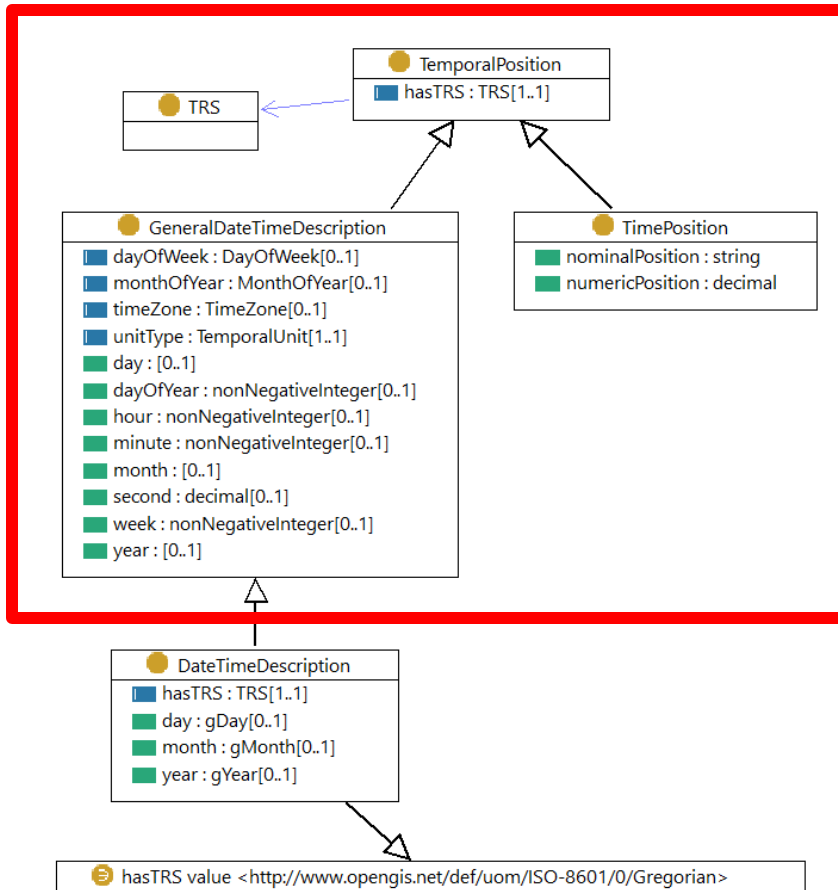 TemporalPosition
hasTRS : TRS[1..1]
TRS
GeneralDateTimeDescription
dayOfWeek : DayOfWeek[0..1]
monthOfYear : MonthOfYear[0..1]
timeZone : TimeZone[0..1]
unitType : TemporalUnit[1..1]
day : [0..1]
dayOfYear : nonNegativeInteger[0..1]
hour : nonNegativeInteger[0..1]
minute : nonNegativeInteger[0..1]
month : [0..1]
second : decimal[0..1]
week : nonNegativeInteger[0..1]
year : [0..1]
TimePosition
nominalPosition : string
numericPosition : decimal
DateTimeDescription
hasTRS : TRS[1..1]
day : gDay[0..1]
month : gMonth[0..1]
year : gYear[0..1]
hasTRS value <http://www.opengis.net/def/uom/ISO-8601/0/Gregorian>